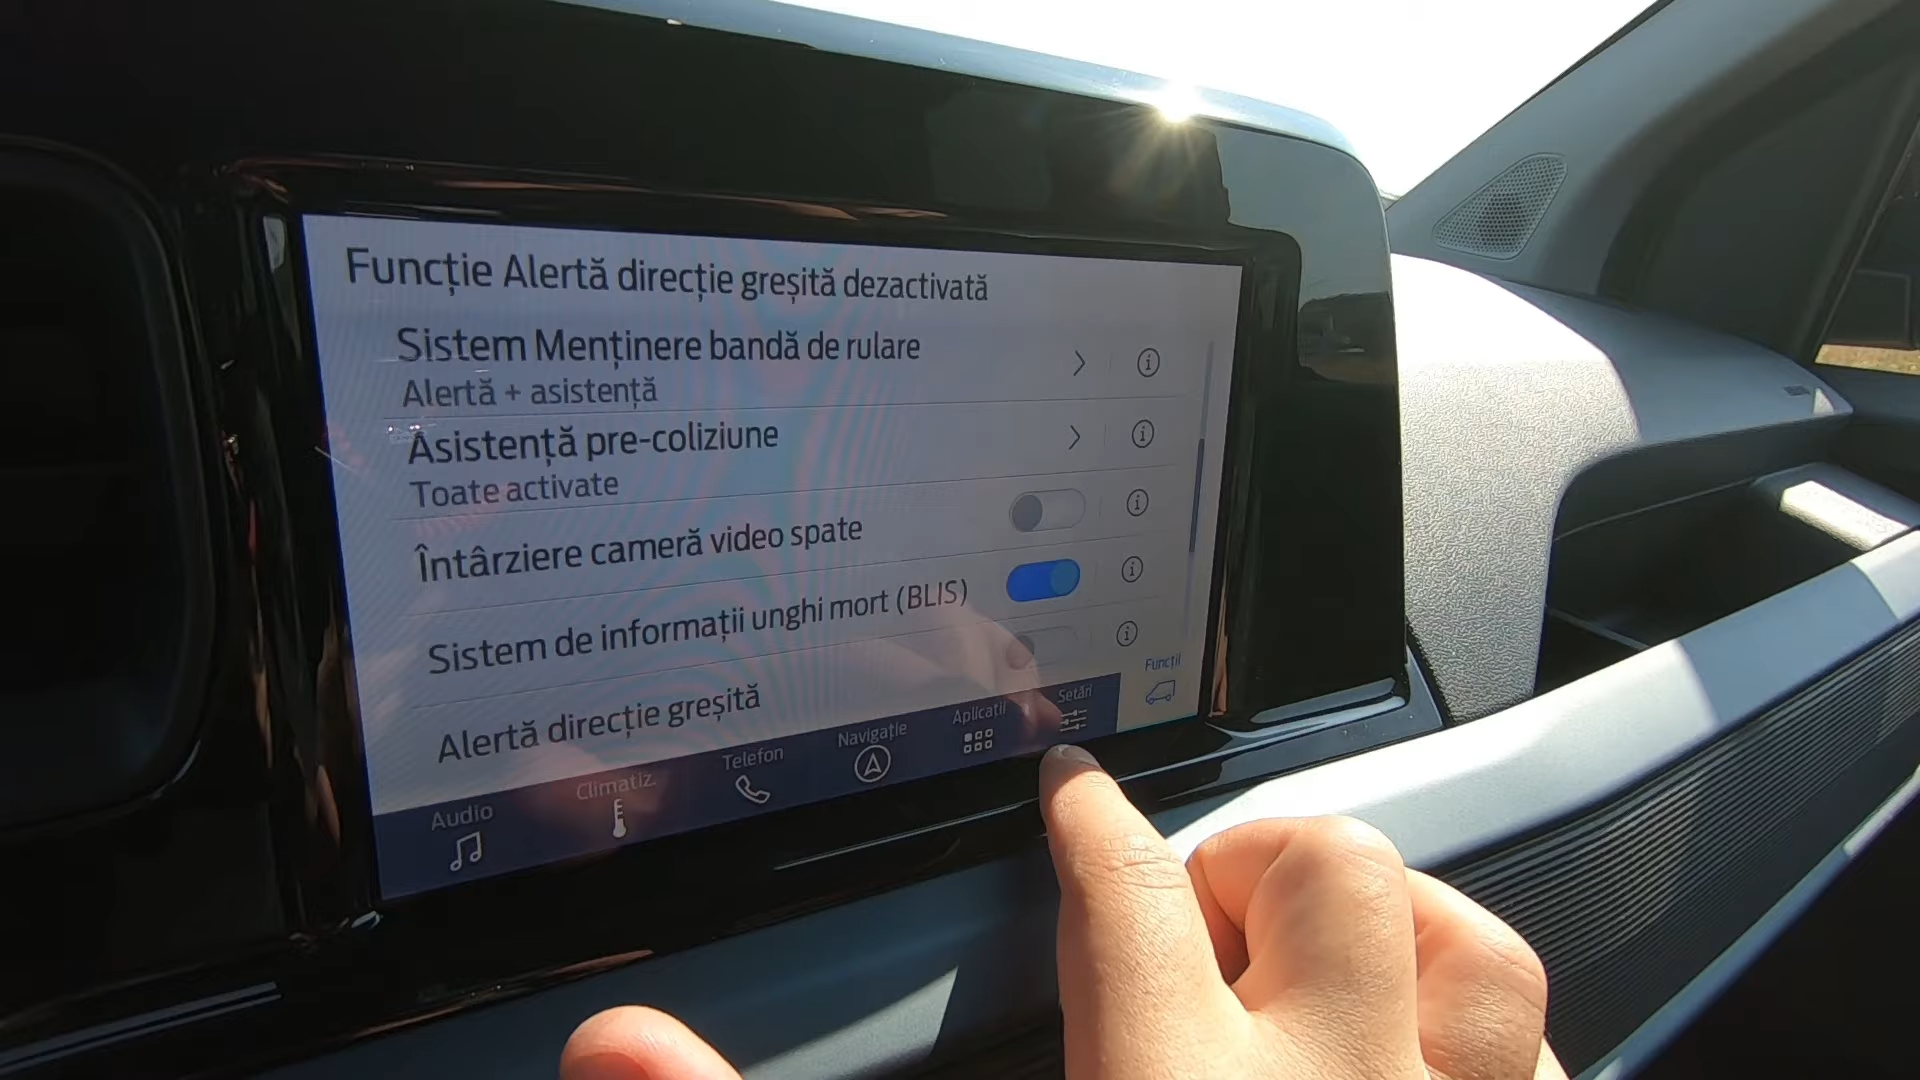 Funcție Alertă direcție greșită dezactivată
Sistem Menținere bandă de rulare
Alertă + asistență
Asistență pre-coliziune
Toate activate
Întârziere cameră video spate
Sistem de informații unghi mort (BLIS)
Alertă direcție greșită
Audio
Climatiz.
Telefon
Navigație
Aplicații
Setări
Funcții